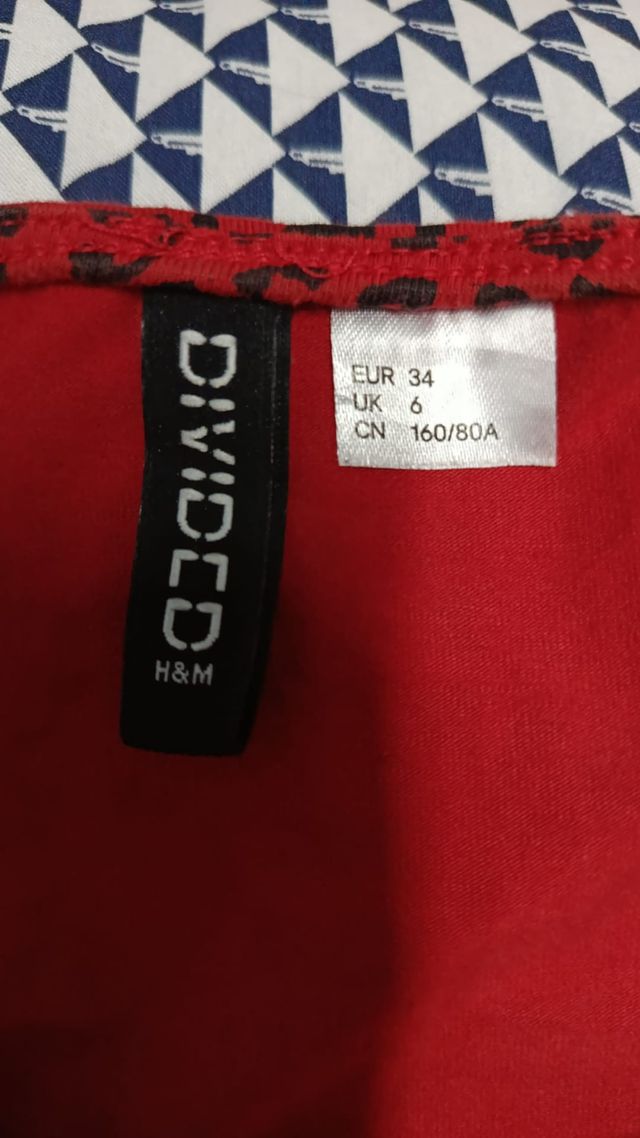 DIVIDED
H&M
EUR 34
UK 6
CN 160/80A